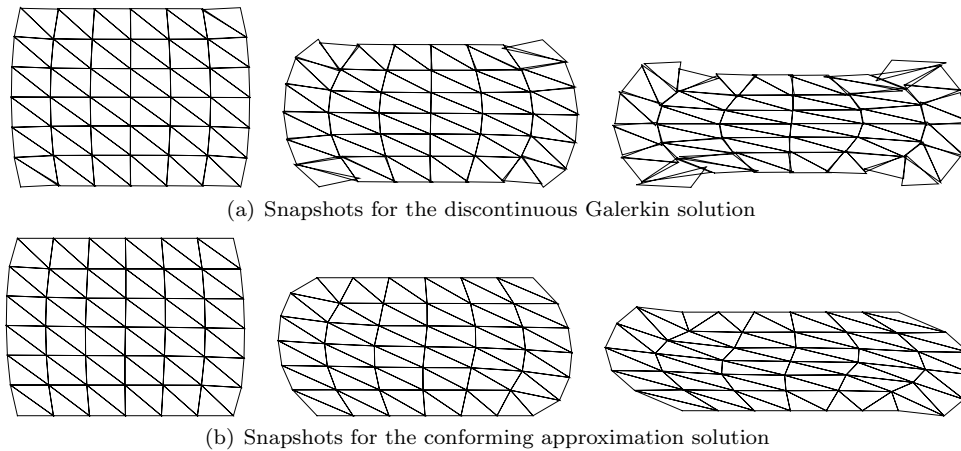 (a) Snapshots for the discontinuous Galerkin solution
(b) Snapshots for the conforming approximation solution